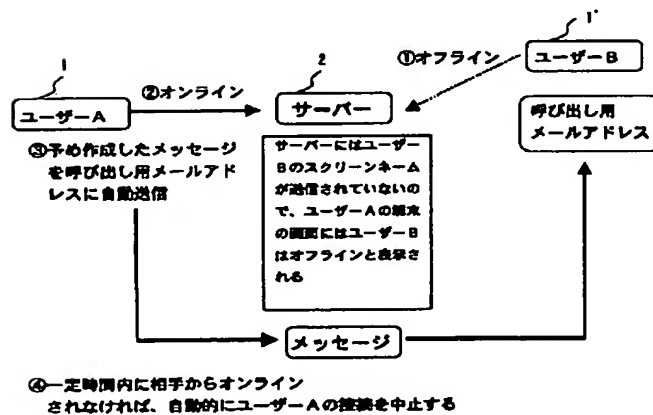 1
2
1'
①オフライン
ユーザーB
②オンライン
ユーザーA
サーバー
呼び出し用
メールアドレス
③予め作成したメッセージ
を呼び出し用メールアド
レスに自動送信
サーバーにはユーザー
Bのスクリーンネーム
が送信されていないの
で、ユーザーAの端末
の画面にはユーザーB
はオフラインと表示さ
れる
メッセージ
④一定時間内に相手からオンライン
されなければ、自動的にユーザーAの接続を中止する